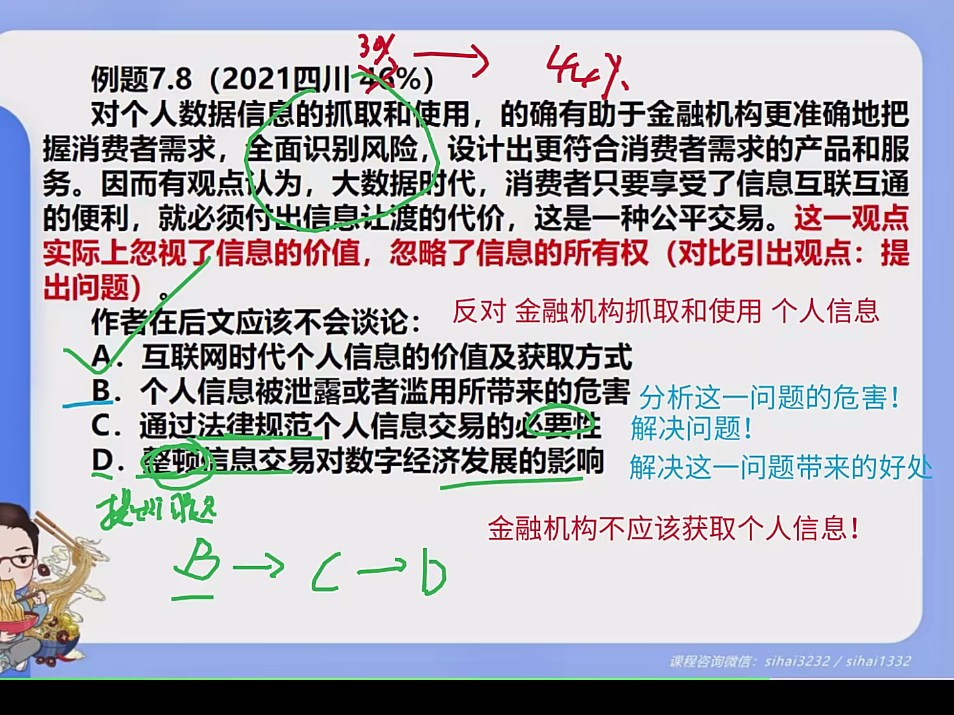 3%
44%
例题7.8（2021四川 46%）
对个人数据信息的抓取和使用，的确有助于金融机构更准确地把
握消费者需求，全面识别风险，设计出更符合消费者需求的产品和服
务。因而有观点认为，大数据时代，消费者只要享受了信息互联互通
的便利，就必须付出信息让渡的代价，这是一种公平交易。这一观点
实际上忽视了信息的价值，忽略了信息的所有权（对比引出观点：提
出问题）。
反对 金融机构抓取和使用 个人信息
作者在后文应该不会谈论：
A．互联网时代个人信息的价值及获取方式
B．个人信息被泄露或者滥用所带来的危害 分析这一问题的危害！
C．通过法律规范个人信息交易的必要性 解决问题！
D．整顿信息交易对数字经济发展的影响 解决这一问题带来的好处
提出问题
金融机构不应该获取个人信息！
B → C → D
课程咨询微信：sihai3232 / sihai1332